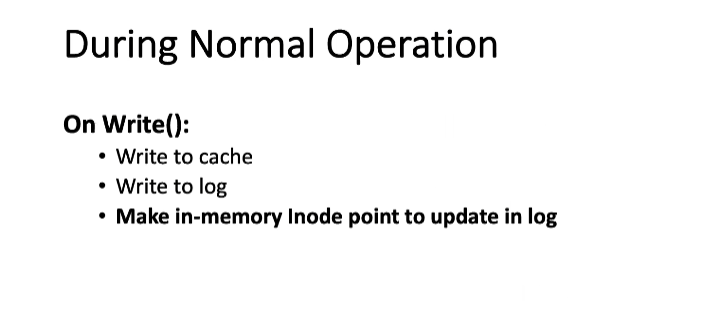 During Normal Operation
On Write():
• Write to cache
• Write to log
• Make in-memory Inode point to update in log